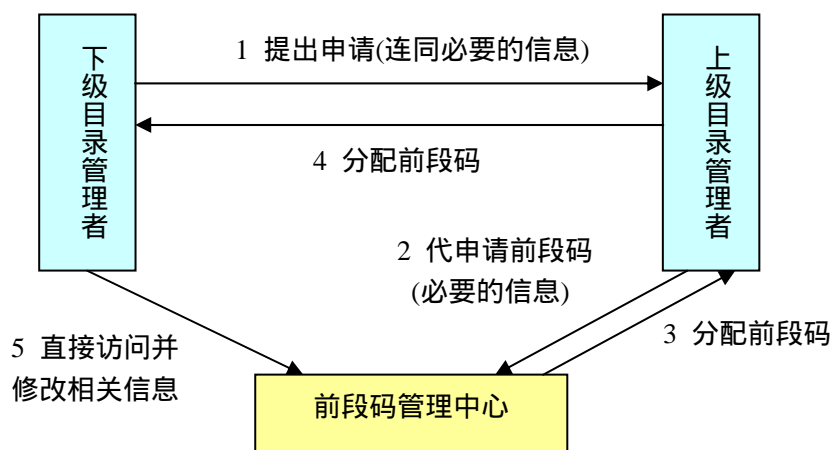 下级目录管理者
1 提出申请(连同必要的信息)
上级目录管理者
4 分配前段码
2 代申请前段码
(必要的信息)
3 分配前段码
5 直接访问并
修改相关信息
前段码管理中心